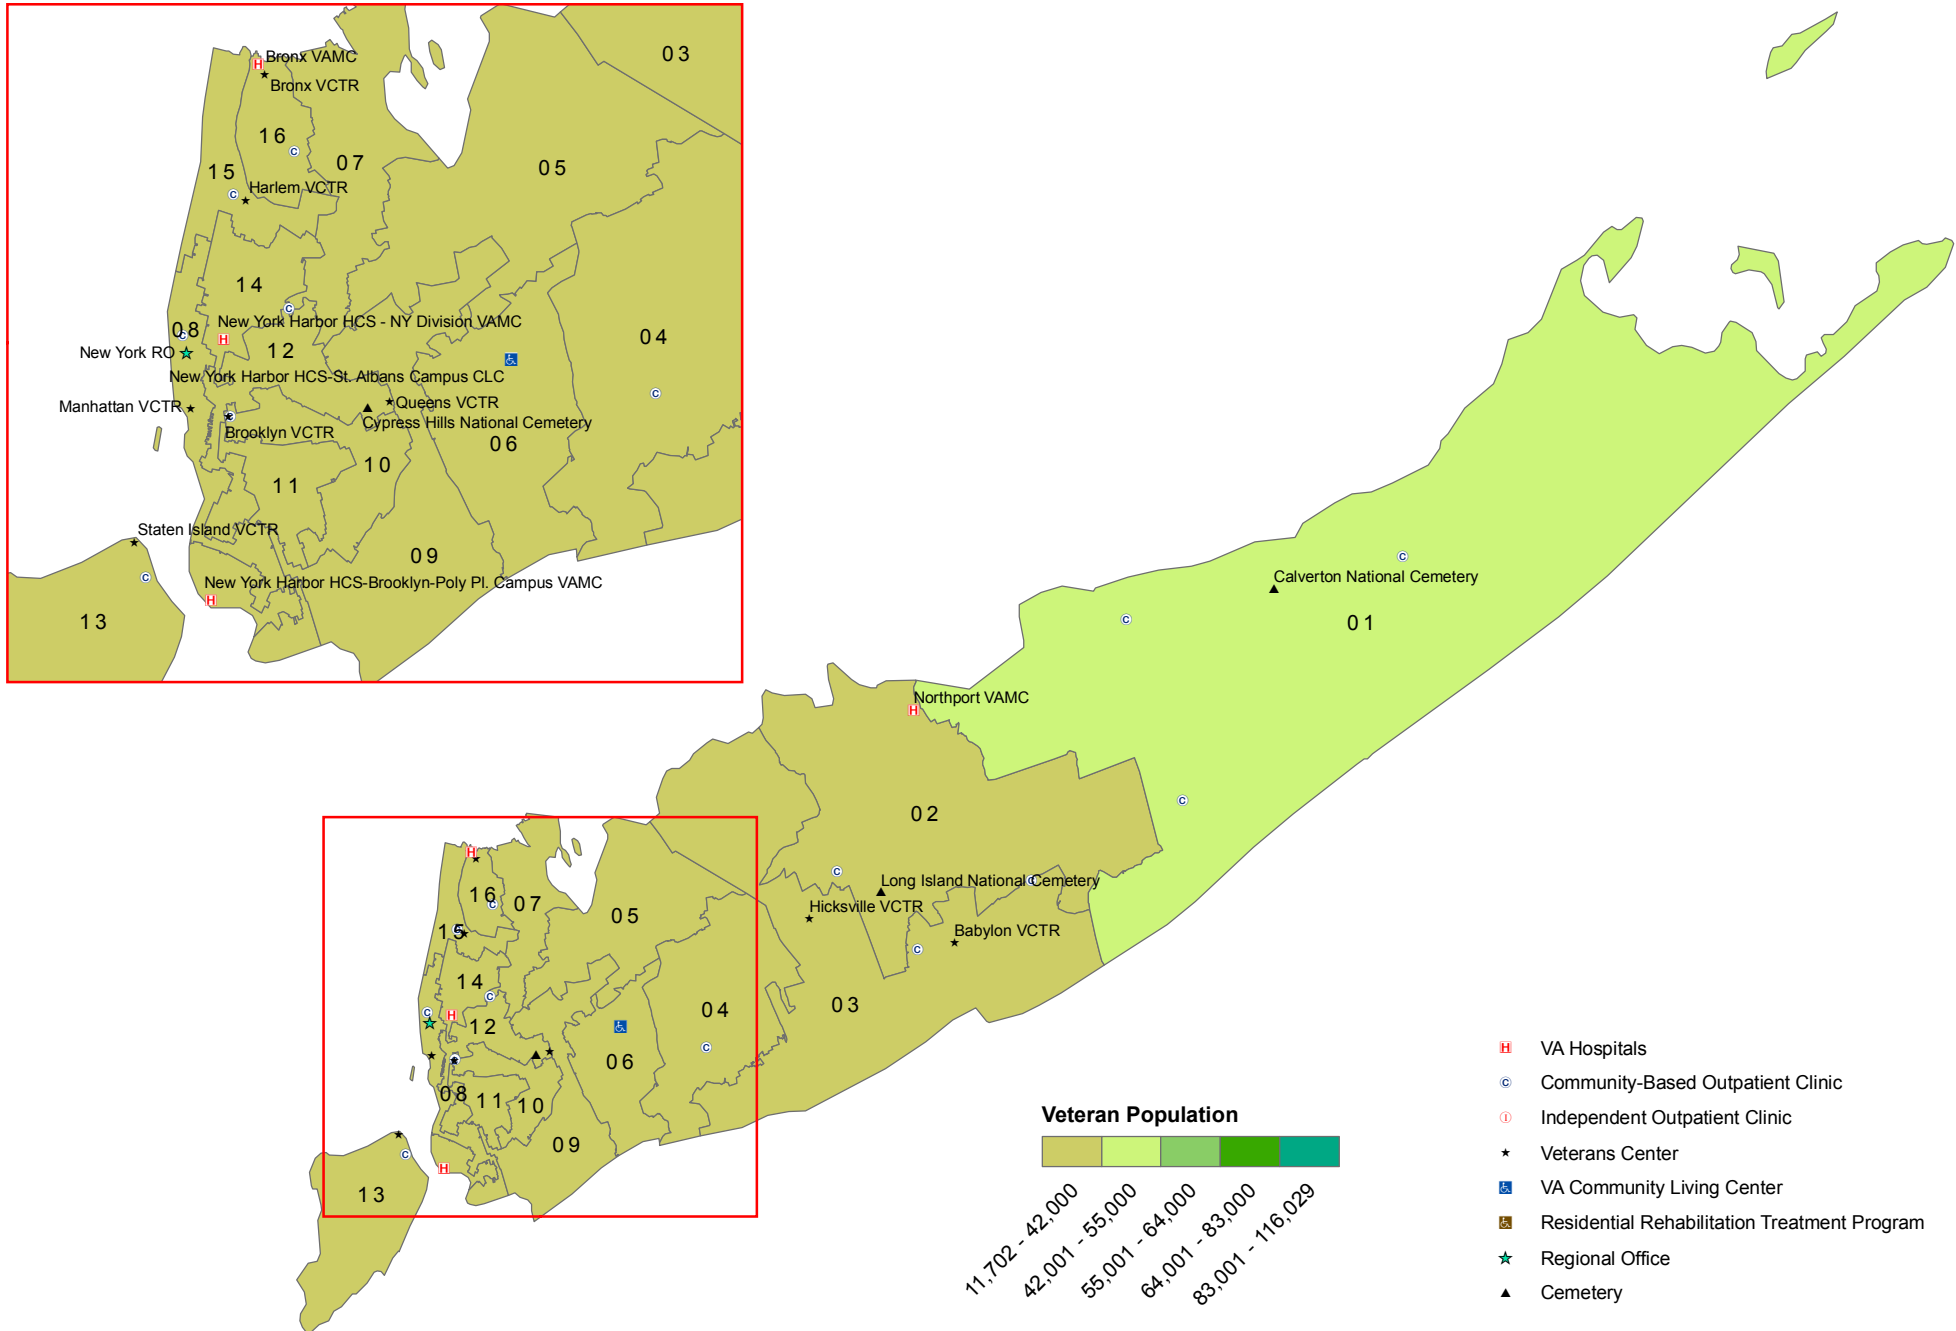 03
Bronx VAMC
Bronx VCTR
16
07
15
05
Harlem VCTR
14
New York Harbor HCS - NY Division VAMC
08
04
New York RO
12
New York Harbor HCS-St. Albans Campus CLC
Manhattan VCTR
Queens VCTR
Cypress Hills National Cemetery
Brooklyn VCTR
06
10
11
Staten Island VCTR
09
New York Harbor HCS-Brooklyn-Poly Pl. Campus VAMC
13
Calverton National Cemetery
01
Northport VAMC
02
Long Island National Cemetery
Hicksville VCTR
Babylon VCTR
16
07
05
15
14
04
03
12
06
08
11
10
09
13
Veteran Population
11,702 - 42,000
42,001 - 55,000
55,001 - 64,000
64,001 - 83,000
83,001 - 116,029
H VA Hospitals
C Community-Based Outpatient Clinic
I Independent Outpatient Clinic
Veterans Center
VA Community Living Center
Residential Rehabilitation Treatment Program
Regional Office
Cemetery